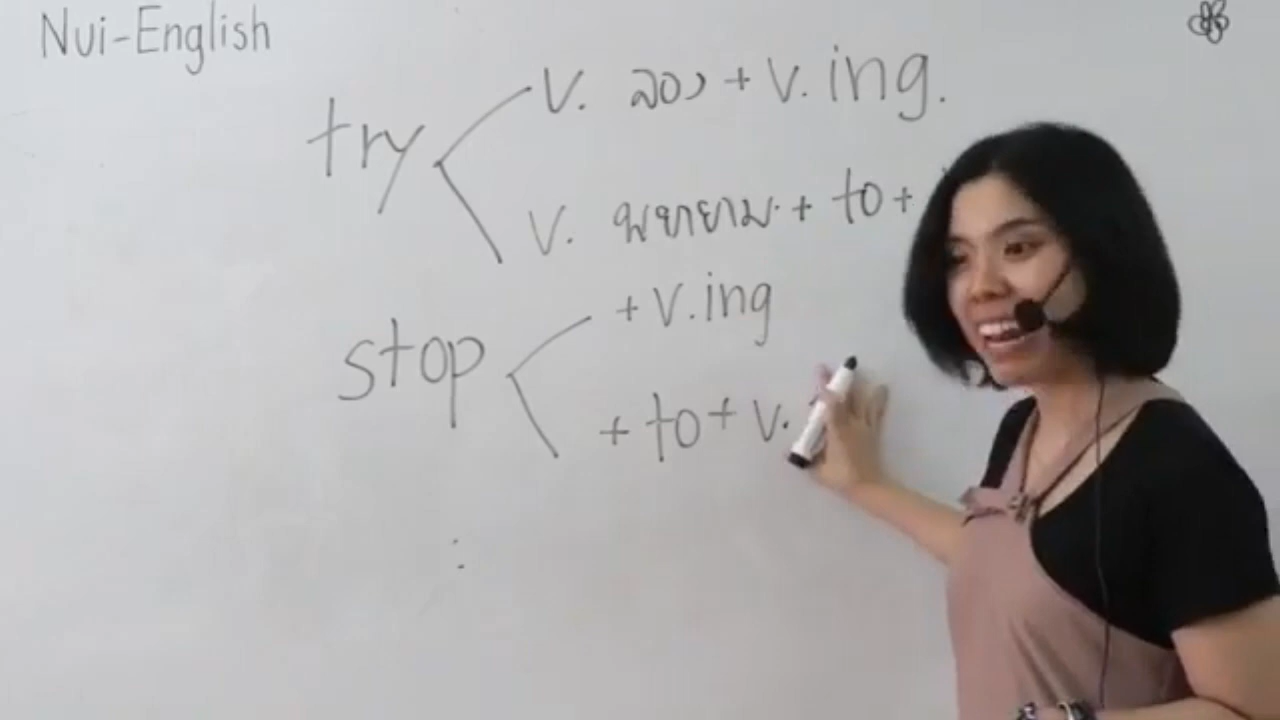 Nui-English
try
V. ลอง + V. ing.
V. พยายาม + to +
stop
+ V. ing
+ to + V.